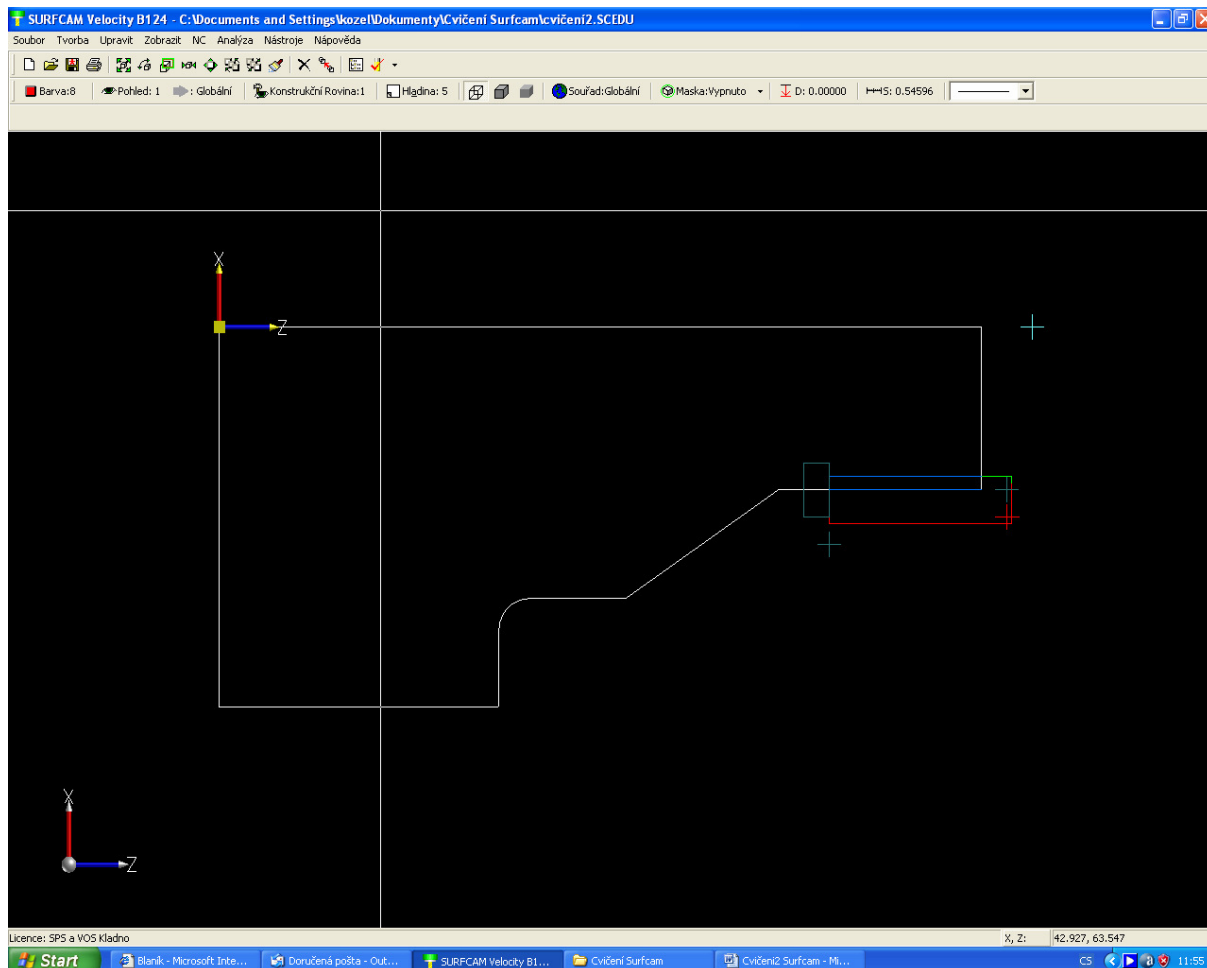 SURFCAM Velocity B124 - C:\Documents and Settings\kozel\Dokumenty\Cvičení Surfcam\cvičení2.SCEDU
Soubor Tvorba Upravit Zobrazit NC Analýza Nástroje Nápověda
Barva:8 Pohled: 1 : Globální Konstrukční Rovina:1 Hladina: 5 Souřad:Globální Maska:Vypnuto D: 0.00000 S: 0.54596
X
Z
X
Z
Licence: SPS a VOS Kladno X, Z: 42.927, 63.547
Start Blaník - Microsoft Inte... Doručená pošta - Out... SURFCAM Velocity B1... Cvičení Surfcam Cvičeni2 Surfcam - Mi... CS 11:55